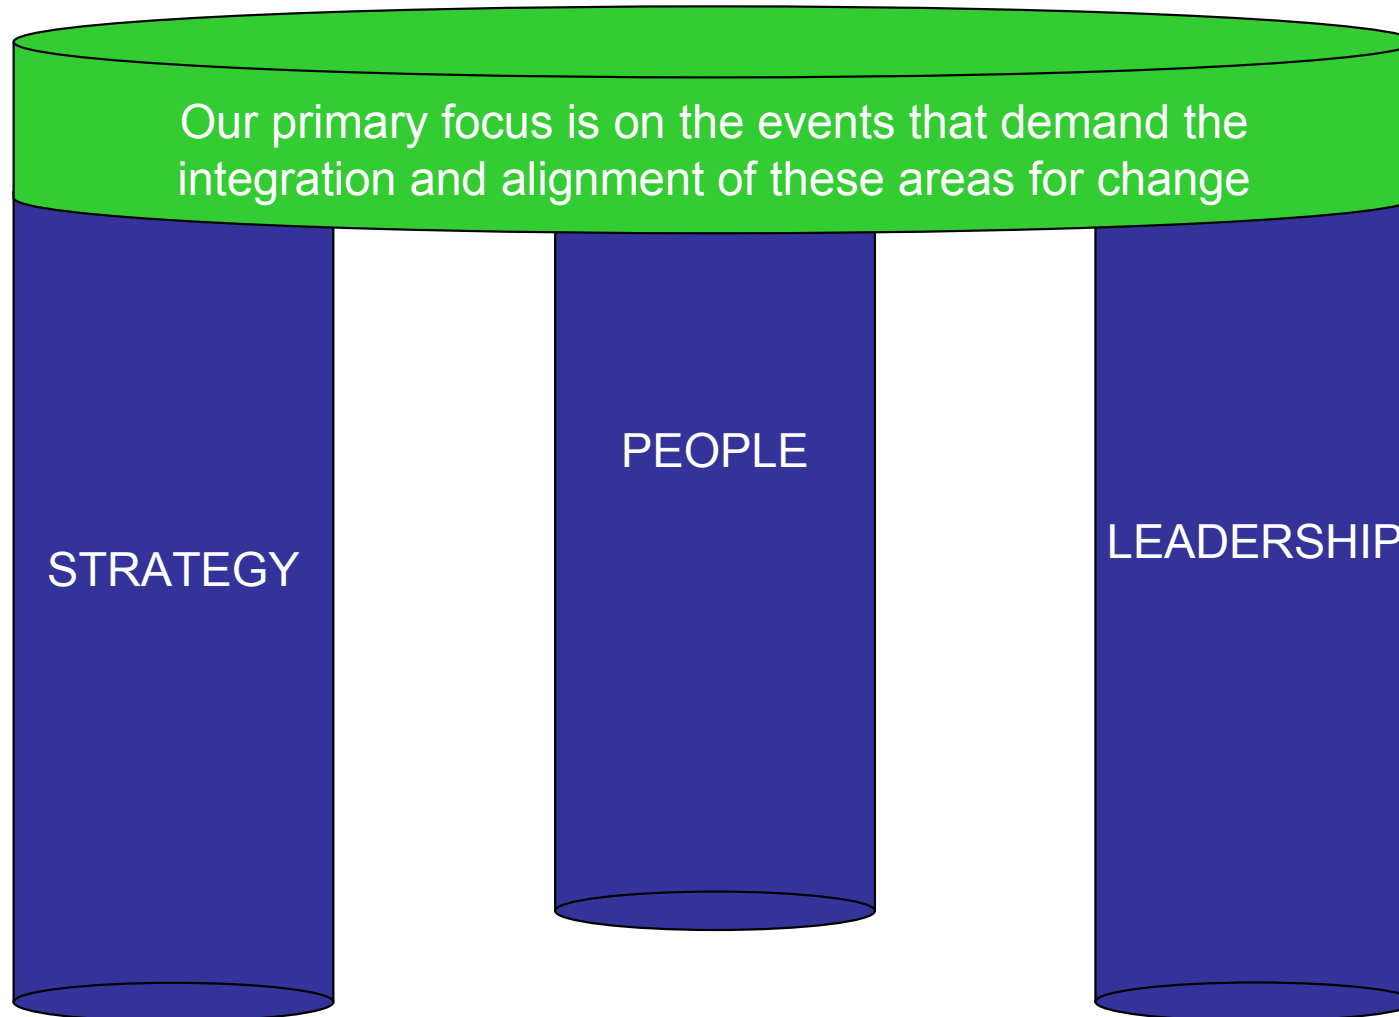 Our primary focus is on the events that demand the
integration and alignment of these areas for change
PEOPLE
STRATEGY
LEADERSHIP